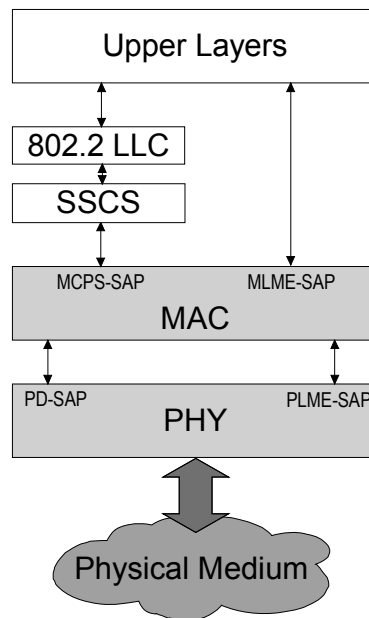 Upper Layers
802.2 LLC
SSCS
MCPS-SAP MLME-SAP
MAC
PD-SAP PLME-SAP
PHY
Physical Medium